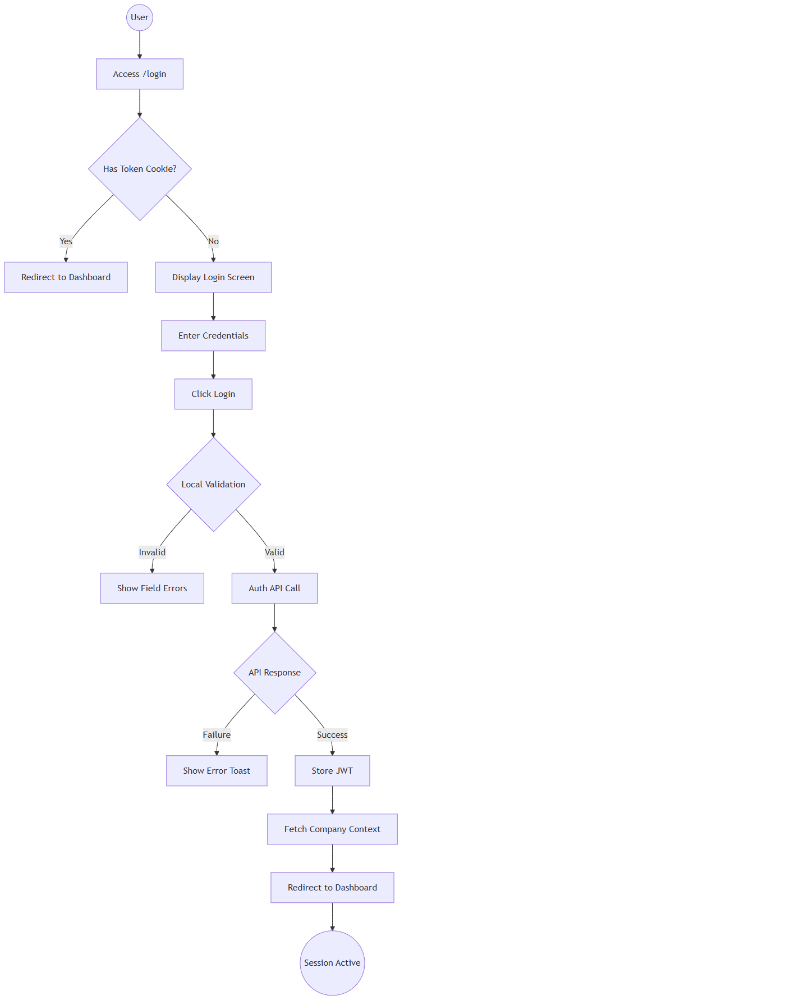 User
Access /login
Has Token Cookie?
Yes
No
Redirect to Dashboard
Display Login Screen
Enter Credentials
Click Login
Local Validation
Invalid
Valid
Show Field Errors
Auth API Call
API Response
Failure
Success
Show Error Toast
Store JWT
Fetch Company Context
Redirect to Dashboard
Session Active